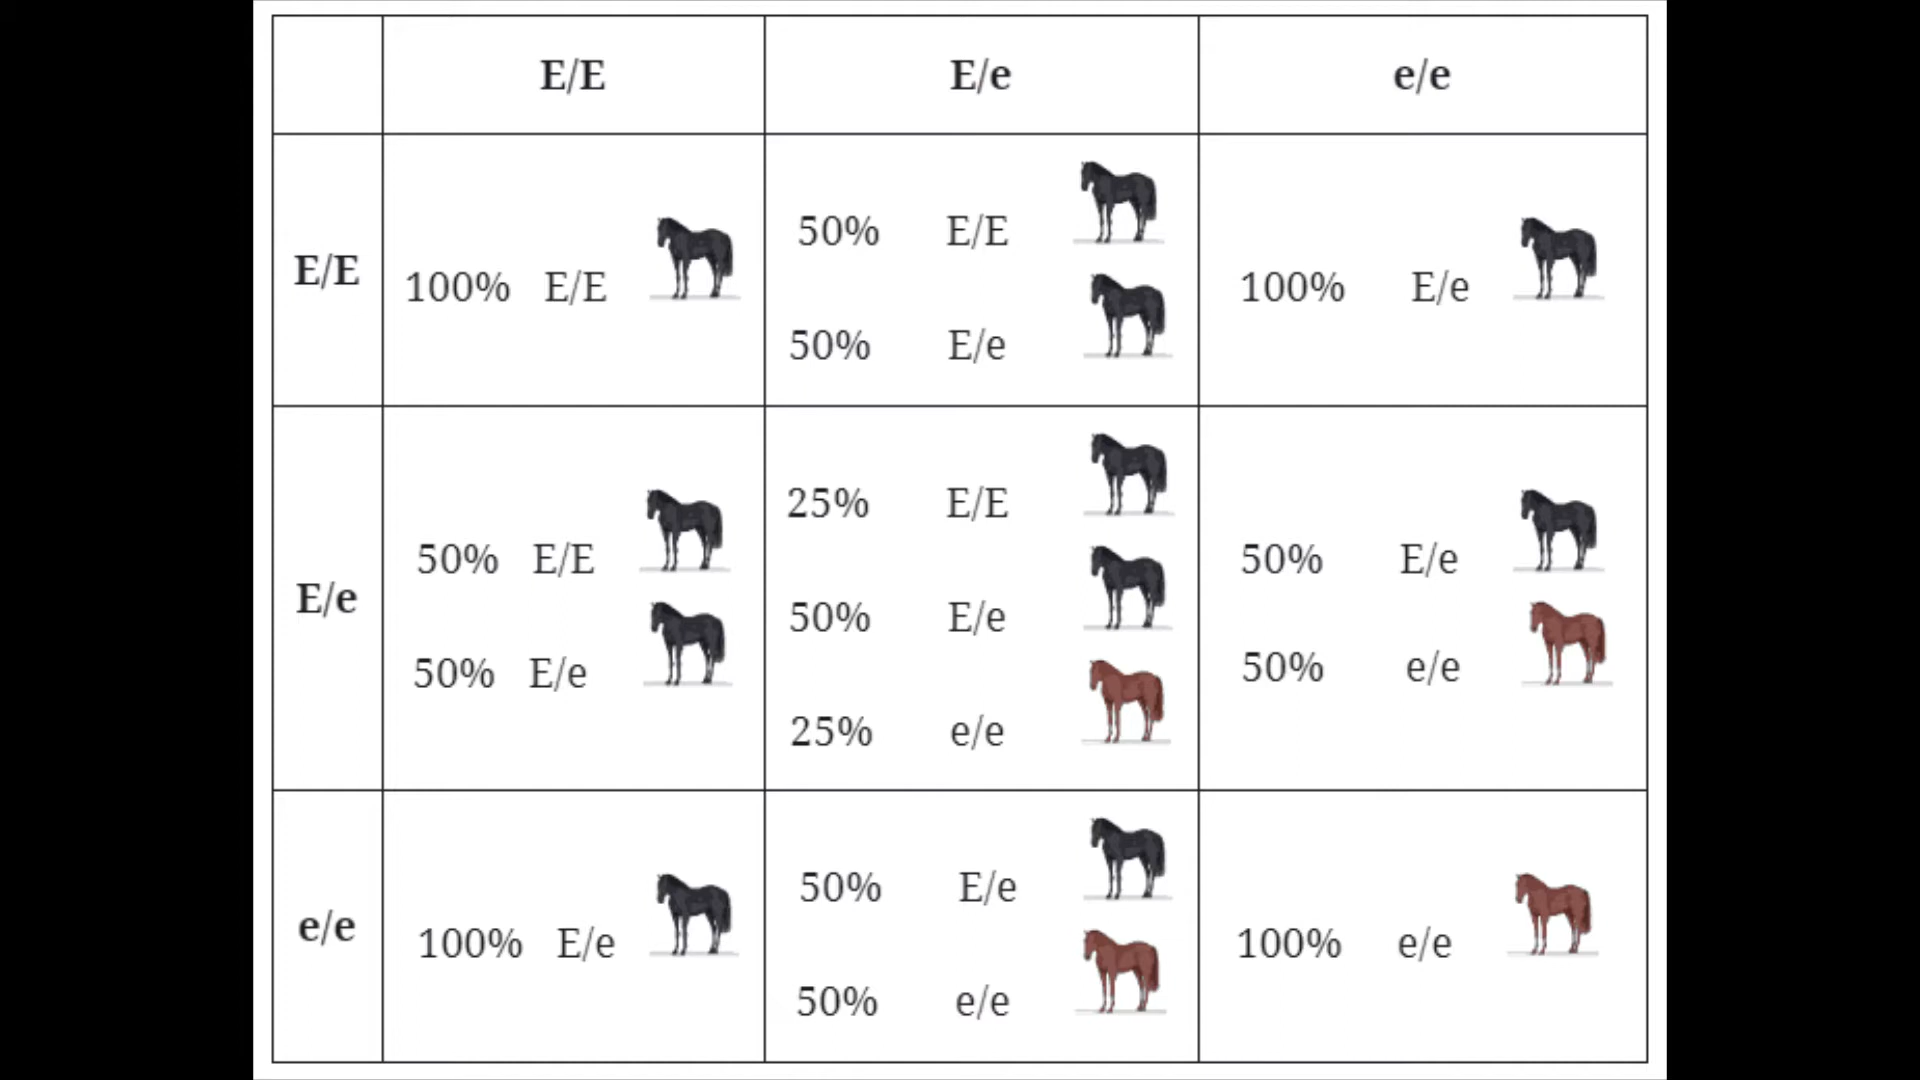 E/E E/e e/e
E/E
100% E/E
50% E/E
50% E/e
100% E/e
E/e
50% E/E
50% E/e
25% E/E
50% E/e
25% e/e
50% E/e
50% e/e
e/e
100% E/e
50% E/e
50% e/e
100% e/e